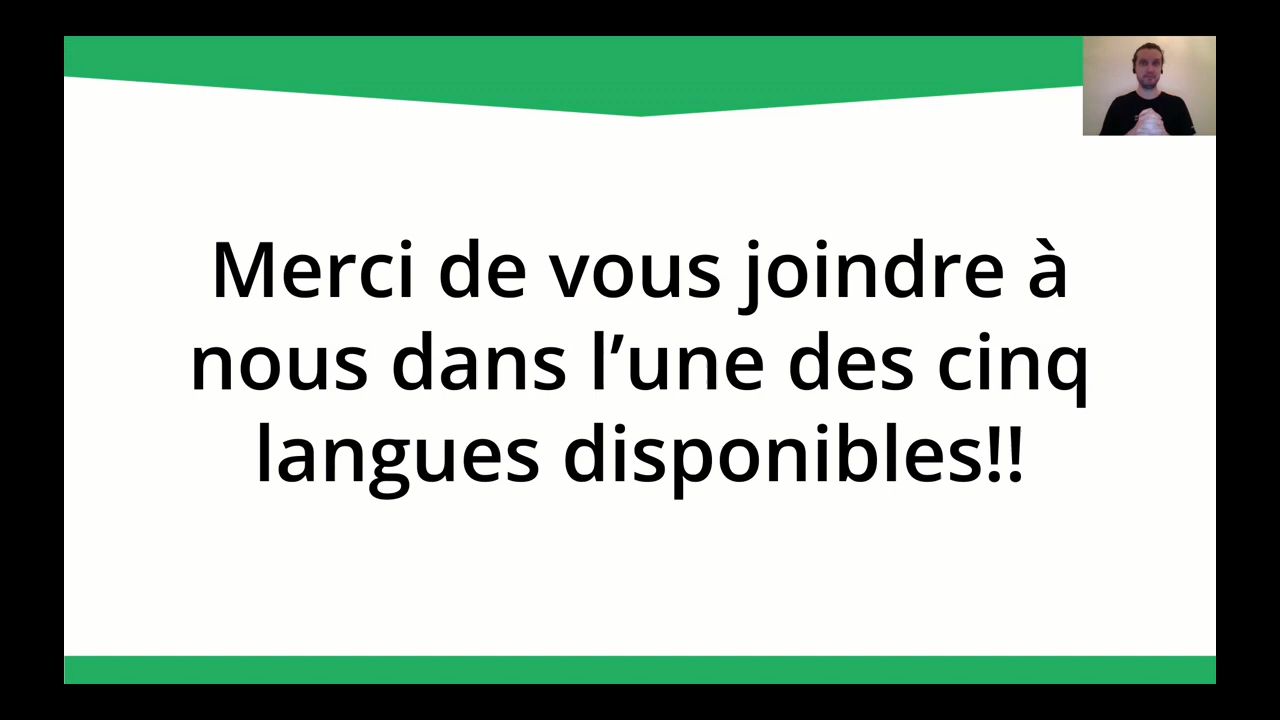 Merci de vous joindre à
nous dans l’une des cinq
langues disponibles!!